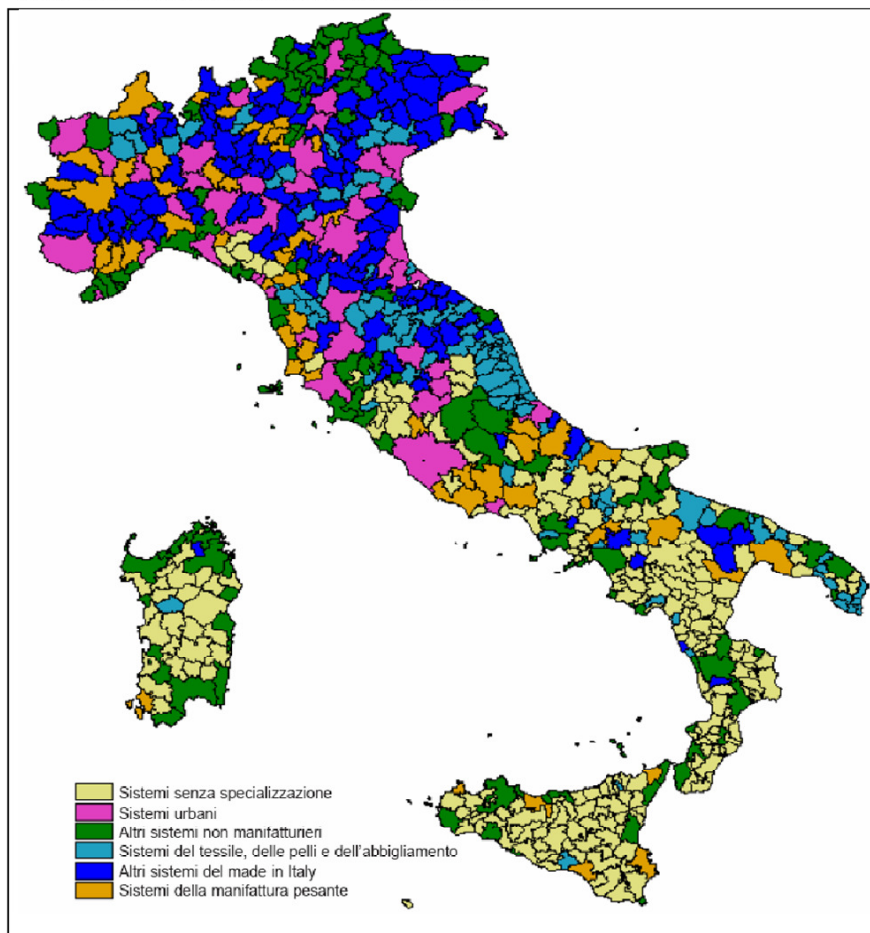 Sistemi senza specializzazione
Sistemi urbani
Altri sistemi non manifatturieri
Sistemi del tessile, delle pelli e dell'abbigliamento
Altri sistemi del made in Italy
Sistemi della manifattura pesante